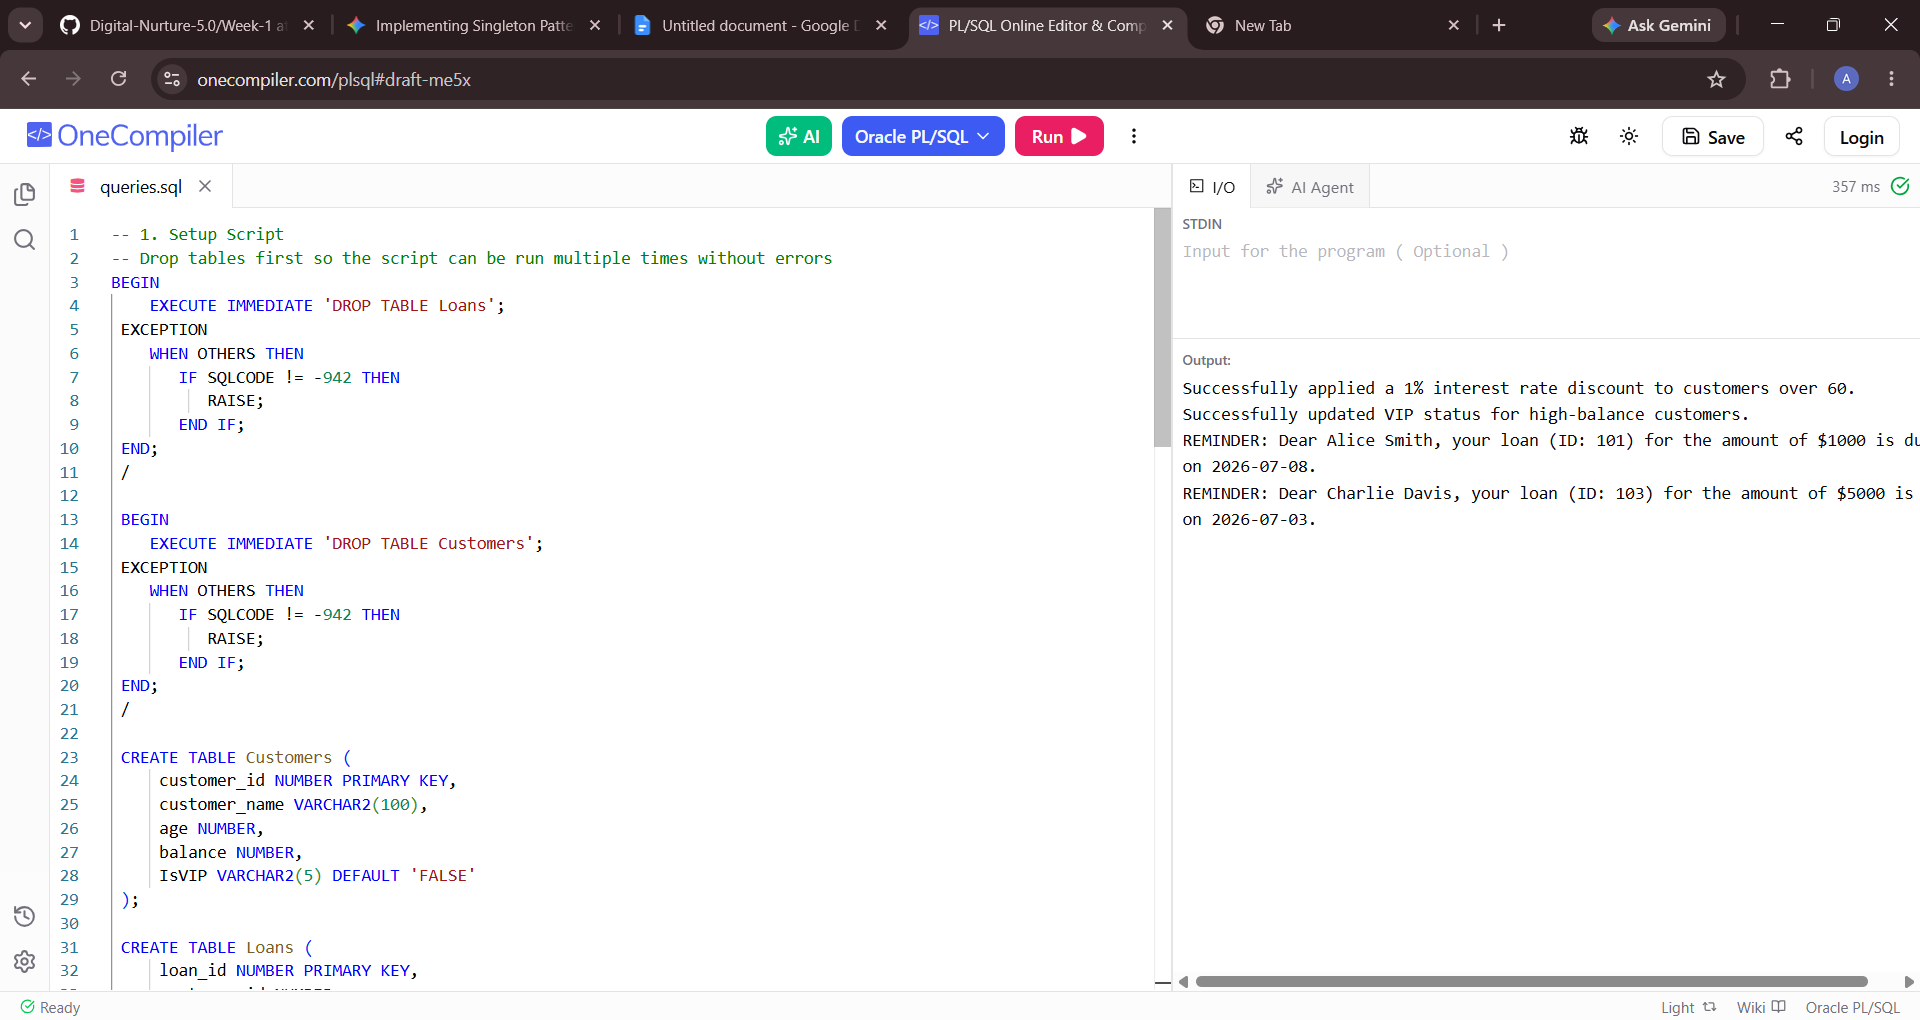 Digital-Nurture-5.0/Week-1 a
Implementing Singleton Patte
Untitled document - Google
PL/SQL Online Editor & Comp
New Tab
Ask Gemini
onecompiler.com/plsql#draft-me5x
A
</> OneCompiler
AI
Oracle PL/SQL
Run
Save
Login
queries.sql
I/O
AI Agent
357 ms
1 -- 1. Setup Script
2 -- Drop tables first so the script can be run multiple times without errors
3 BEGIN
4 EXECUTE IMMEDIATE 'DROP TABLE Loans';
5 EXCEPTION
6 WHEN OTHERS THEN
7 IF SQLCODE != -942 THEN
8 RAISE;
9 END IF;
10 END;
11 /
12
13 BEGIN
14 EXECUTE IMMEDIATE 'DROP TABLE Customers';
15 EXCEPTION
16 WHEN OTHERS THEN
17 IF SQLCODE != -942 THEN
18 RAISE;
19 END IF;
20 END;
21 /
22
23 CREATE TABLE Customers (
24 customer_id NUMBER PRIMARY KEY,
25 customer_name VARCHAR2(100),
26 age NUMBER,
27 balance NUMBER,
28 IsVIP VARCHAR2(5) DEFAULT 'FALSE'
29 );
30
31 CREATE TABLE Loans (
32 loan_id NUMBER PRIMARY KEY,
STDIN
Input for the program ( Optional )
Output:
Successfully applied a 1% interest rate discount to customers over 60.
Successfully updated VIP status for high-balance customers.
REMINDER: Dear Alice Smith, your loan (ID: 101) for the amount of $1000 is du
on 2026-07-08.
REMINDER: Dear Charlie Davis, your loan (ID: 103) for the amount of $5000 is
on 2026-07-03.
Ready
Light
Wiki
Oracle PL/SQL